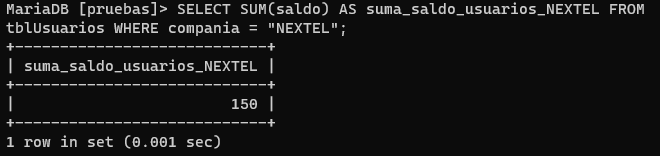 MariaDB [pruebas]> SELECT SUM(saldo) AS suma_saldo_usuarios_NEXTEL FROM
tblUsuarios WHERE compania = "NEXTEL";
+----------------------------+
| suma_saldo_usuarios_NEXTEL |
+----------------------------+
|                        150 |
+----------------------------+
1 row in set (0.001 sec)